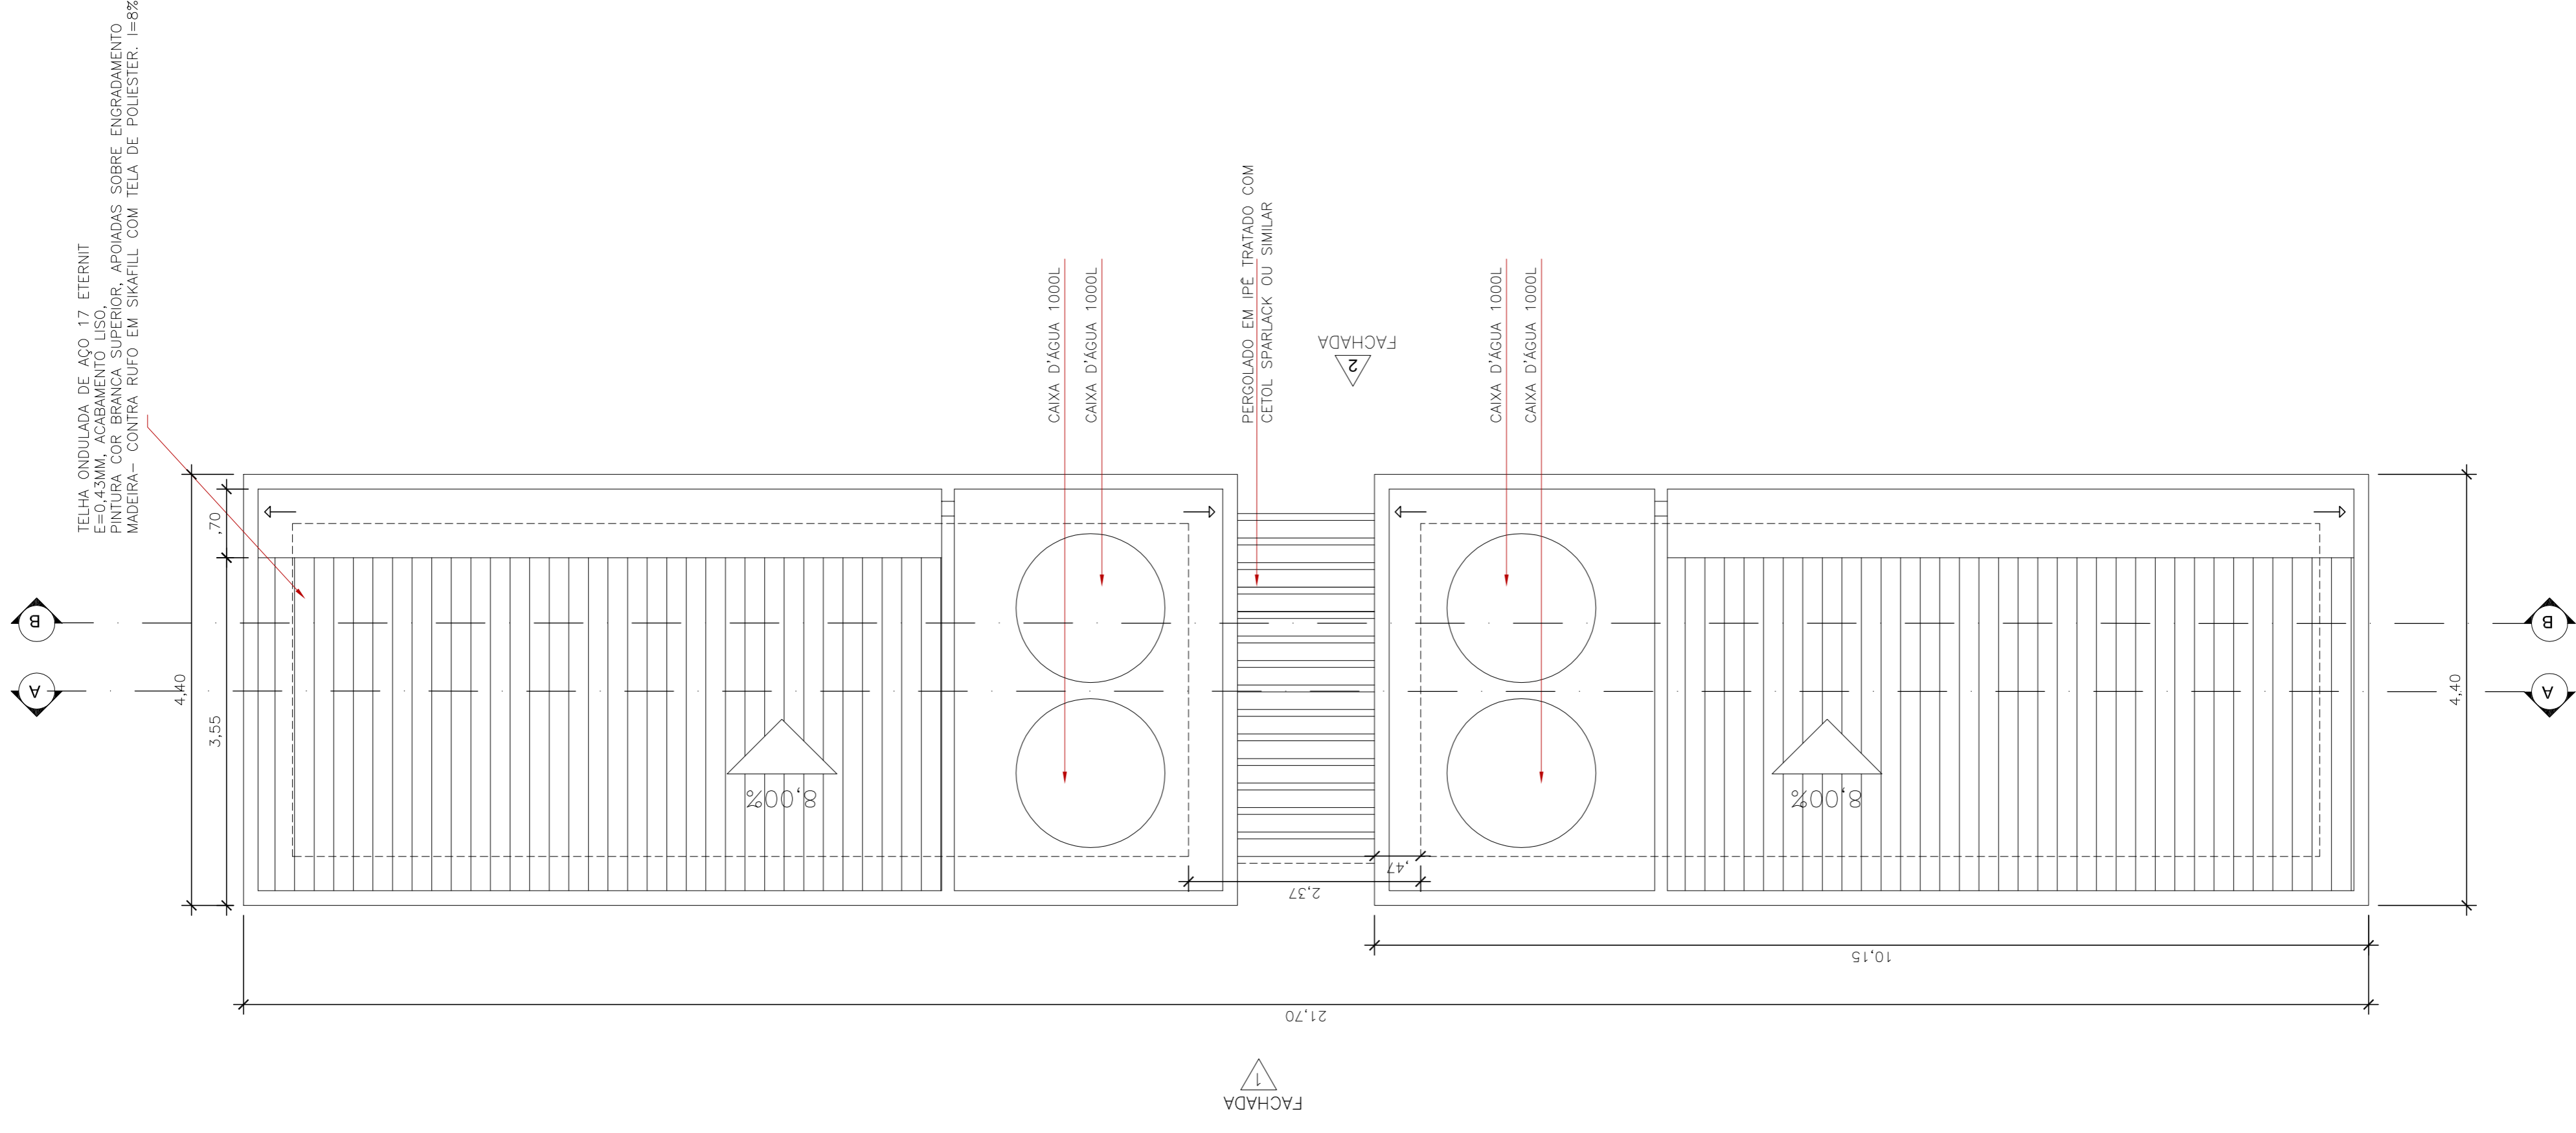 TELHA ONDULADA DE AÇO 17 ETERNIT
E=0,43MM, ACABAMENTO LISO,
PINTURA COR BRANCA SUPERIOR, APOIADAS SOBRE ENGRADAMENTO
MADEIRA- CONTRA RUFO EM SIKAFILL COM TELA DE POLIESTER. I=8%
CAIXA D'ÁGUA 1000L
CAIXA D'ÁGUA 1000L
PERGOLADO EM IPÊ TRATADO COM
CETOL SPARLACK OU SIMILAR
FACHADA
2
CAIXA D'ÁGUA 1000L
CAIXA D'ÁGUA 1000L
,70
B
B
A
A
4,40
3,55
4,40
8,00%
8,00%
,47
2,37
10,15
21,70
1
FACHADA